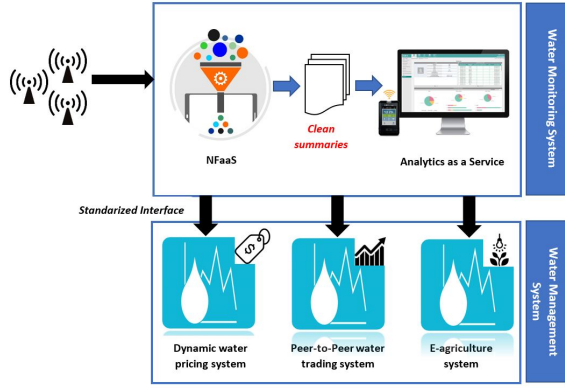 NFaaS
Clean
summaries
Analytics as a Service
Water Monitoring System
Standarized Interface
$
Dynamic water
pricing system
Peer-to-Peer water
trading system
E-agriculture
system
Water Management
System